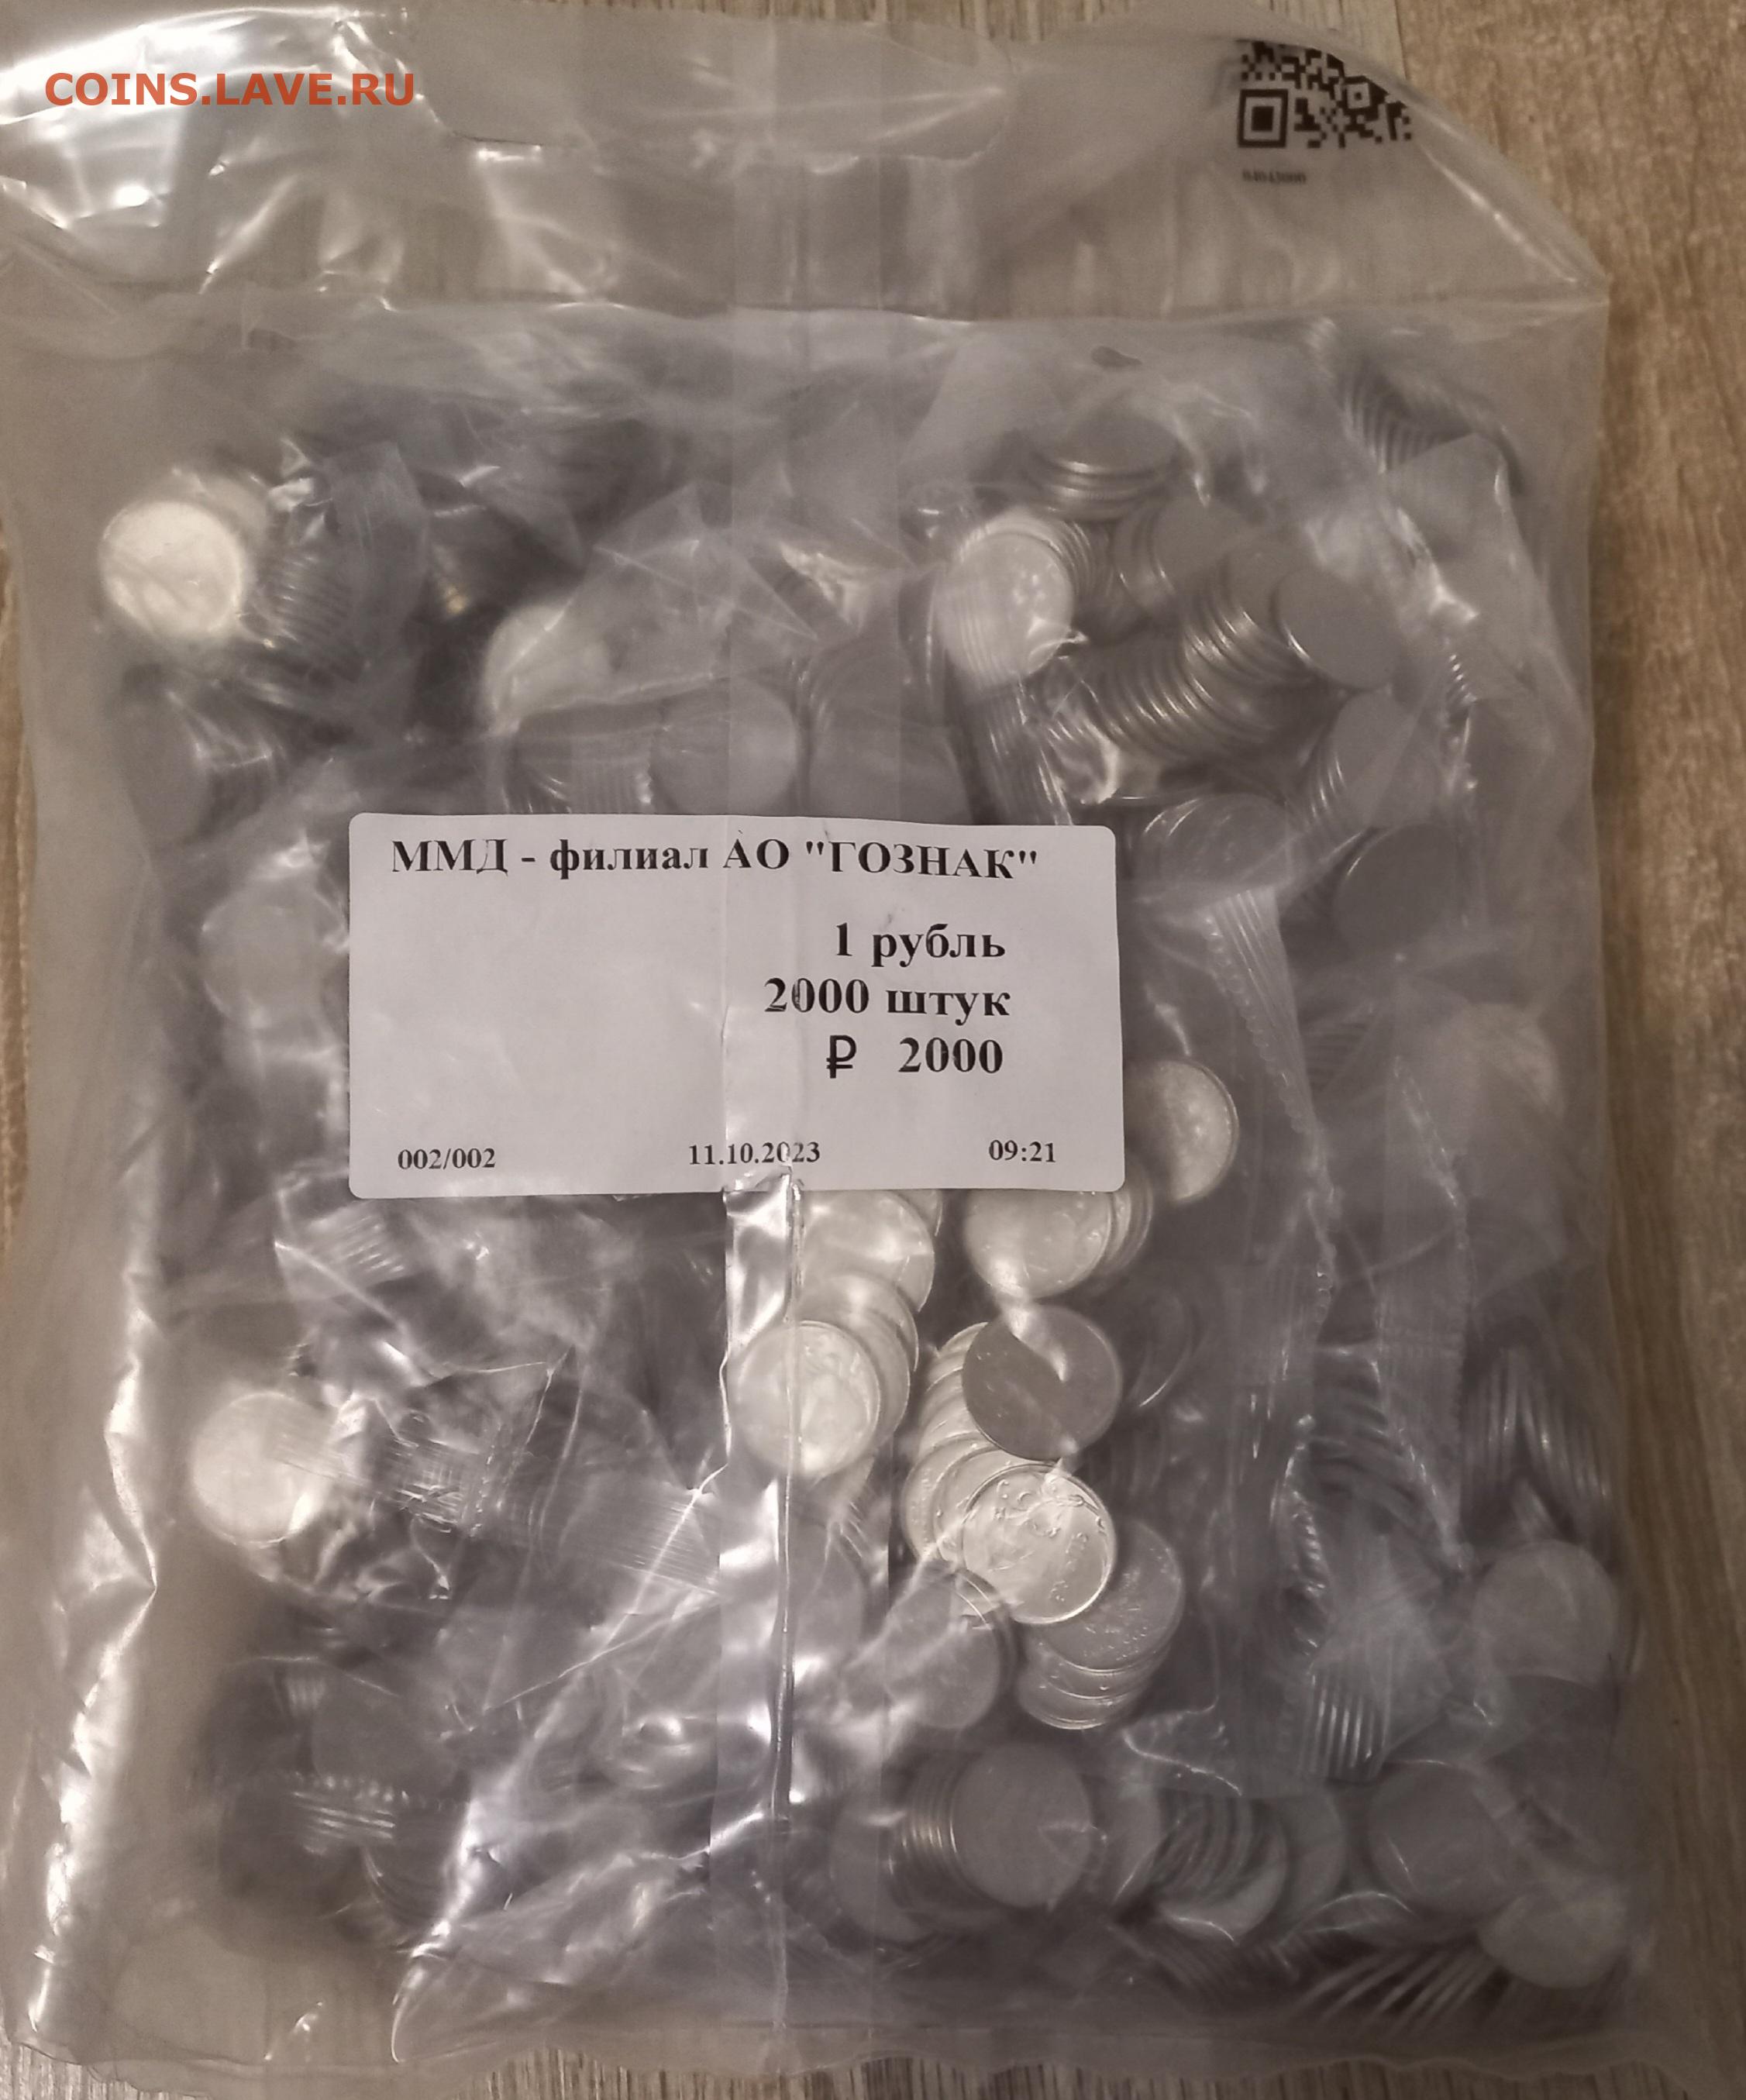 COINS.LAVE.RU
ММД - филиал АО "ГОЗНАК"
1 рубль
2000 штук
₽ 2000
002/002 11.10.2023 09:21